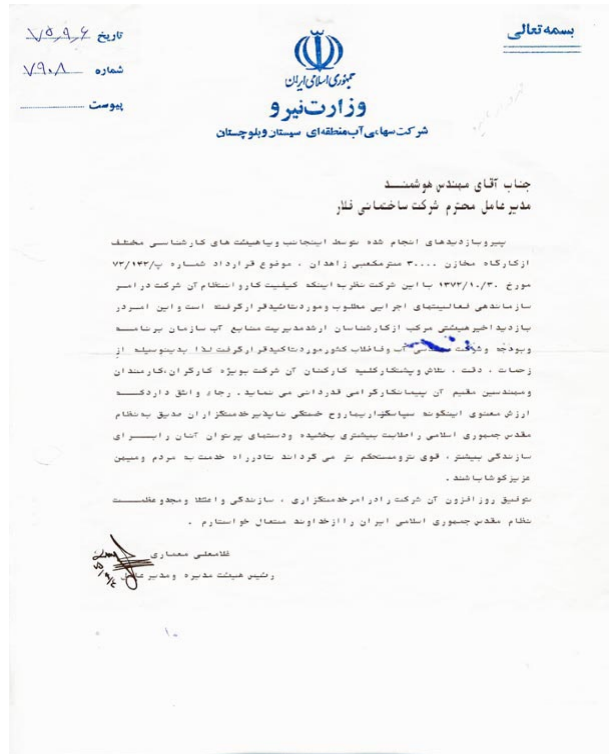 بسمه تعالی
تاریخ ۷۵،۹،۶
شماره ۷۹۰۸
پیوست
جمهوری اسلامی ایران
وزارت نیرو
شرکت سهامی آب منطقه‌ای سیستان و بلوچستان
جناب آقای مهندس هوشمند
مدیر عامل محترم شرکت ساختمانی فلار
پیرو بازدیدهای انجام شده توسط اینجانب و یا هیئت های کارشناسی مختلف
از کارگاه مخازن ۳۰۰۰۰ مترمکعبی زاهدان ، موضوع قرارداد شماره پ/۷۳/۱۴۳
مورخ ۱۳۷۳/۱۰/۳۰ با این شرکت نظر به اینکه کیفیت کار و انتظام آن شرکت در امر
سازماندهی فعالیتهای اجرایی مطلوب و مورد تائید قرار گرفته است و این امر در
بازدید اخیر هیئتی مرکب از کارشناسان ارشد مدیریت منابع آب سازمان برنامه
و بودجه و شرکت مهندسی آب و فاضلاب کشور مورد تاکید قرار گرفت لذا بدینوسیله از
زحمات ، دقت ، تلاش و پشتکار کلیه کارکنان آن شرکت بویژه کارگران، کارمندان
و مهندسین مقیم آن پیمانکار گرامی قدردانی می نماید . رجاء واثق دارد که
ارزش معنوی اینگونه سپاسگزاریها روح خستگی ناپذیر خدمتگزاران صدیق به نظام
مقدس جمهوری اسلامی را صلابت بیشتری بخشیده و دستهای پرتوان آنان را برای
سازندگی بیشتر ، قوی تر و مستحکم تر می گرداند تا در راه خدمت به مردم و میهن
عزیز کوشا باشند .
توفیق روز افزون آن شرکت را در امر خدمتگزاری ، سازندگی و اعتلا و مجد و عظمت
نظام مقدس جمهوری اسلامی ایران را از خداوند متعال خواستارم .
غلامعلی معماری
رئیس هیئت مدیره و مدیر عامل